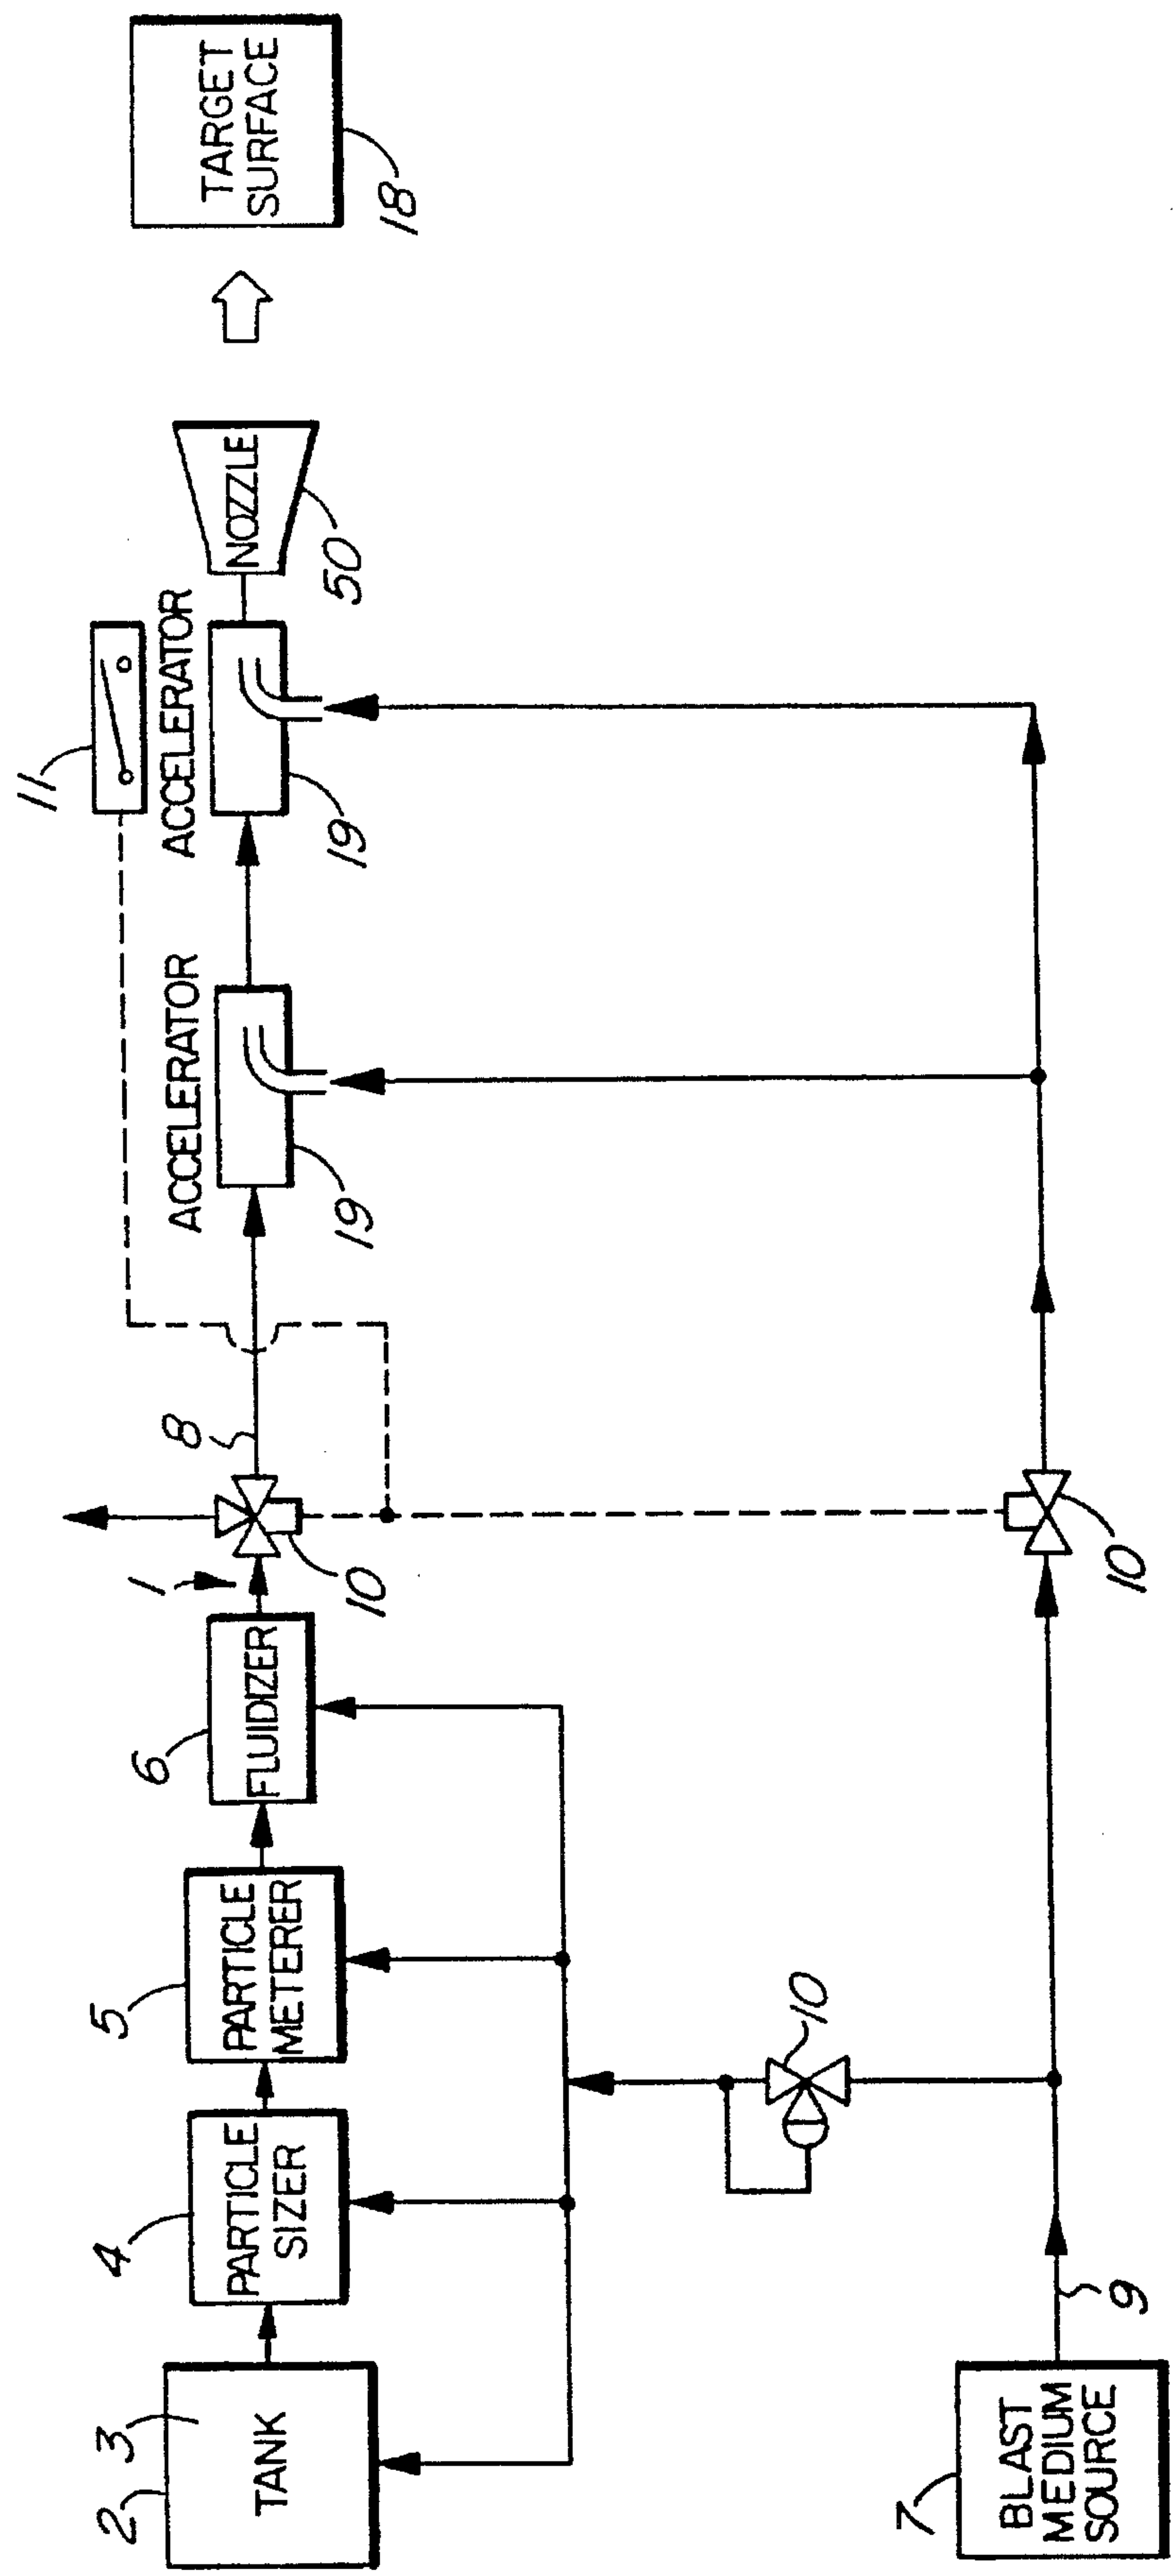 11
ACCELERATOR
ACCELERATOR
TARGET
SURFACE
18
NOZZLE
50
19
19
8
1
10
6
FLUIDIZER
5
PARTICLE
METERER
4
PARTICLE
SIZER
2
3
TANK
10
10
9
7
BLAST
MEDIUM
SOURCE